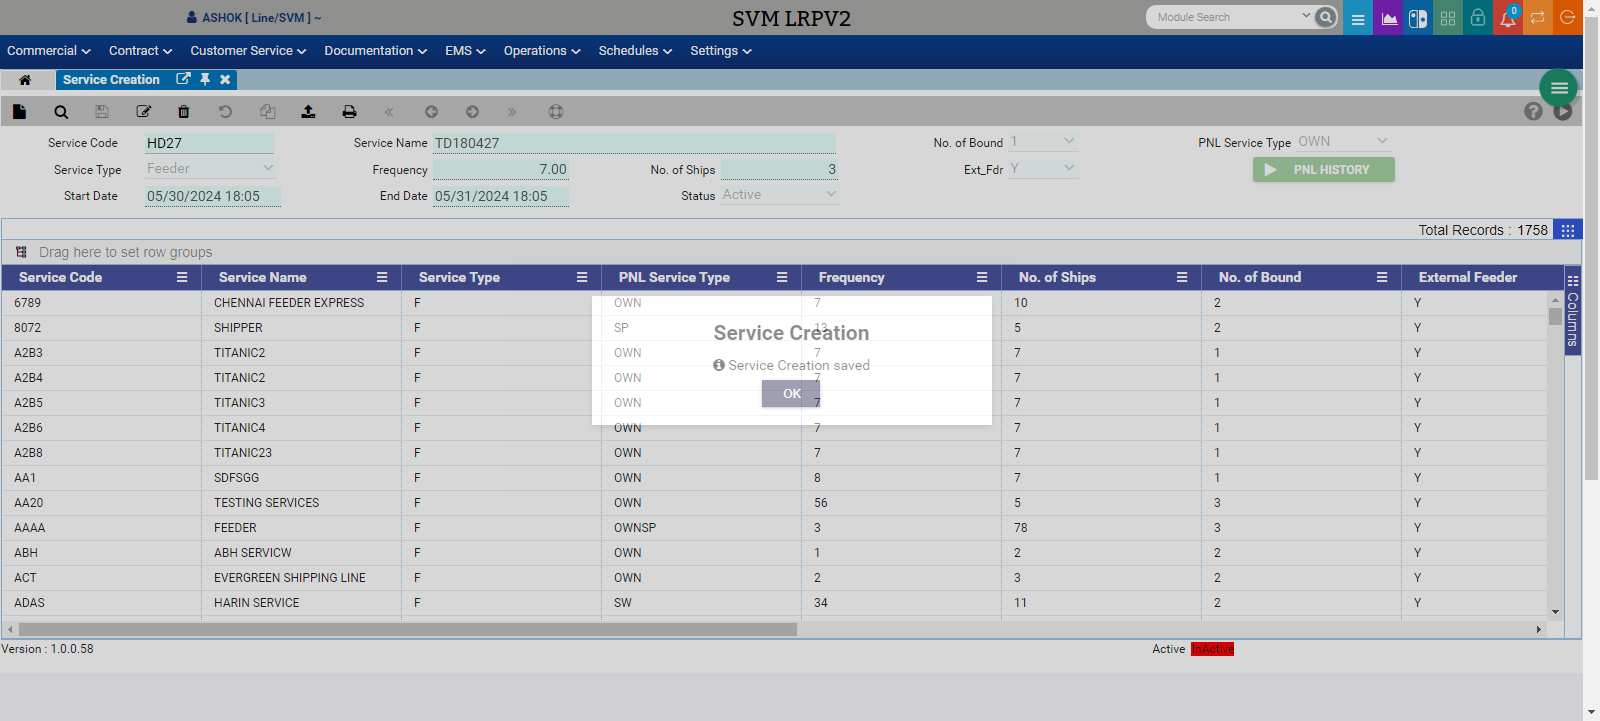 ASHOK [ Line/SVM ] ~
SVM LRPV2
Module Search
0
Commercial Contract Customer Service Documentation EMS Operations Schedules Settings
Service Creation
Service Code HD27 Service Name TD180427 No. of Bound 1 PNL Service Type OWN
Service Type Feeder Frequency 7.00 No. of Ships 3 Ext_Fdr Y PNL HISTORY
Start Date 05/30/2024 18:05 End Date 05/31/2024 18:05 Status Active
Total Records : 1758
Drag here to set row groups
Service Code Service Name Service Type PNL Service Type Frequency No. of Ships No. of Bound External Feeder
Columns
6789 CHENNAI FEEDER EXPRESS F OWN 7 10 2 Y
8072 SHIPPER F SP 13 5 2 Y
A2B3 TITANIC2 F OWN 7 7 1 Y
A2B4 TITANIC2 F OWN 7 7 1 Y
A2B5 TITANIC3 F OWN 7 7 1 Y
A2B6 TITANIC4 F OWN 7 7 1 Y
A2B8 TITANIC23 F OWN 7 7 1 Y
AA1 SDFSGG F OWN 8 7 1 Y
AA20 TESTING SERVICES F OWN 56 5 3 Y
AAAA FEEDER F OWNSP 3 78 3 Y
ABH ABH SERVICW F OWN 1 2 2 Y
ACT EVERGREEN SHIPPING LINE F OWN 2 3 2 Y
ADAS HARIN SERVICE F SW 34 11 2 Y
Service Creation
Service Creation saved
OK
Version : 1.0.0.58
Active InActive